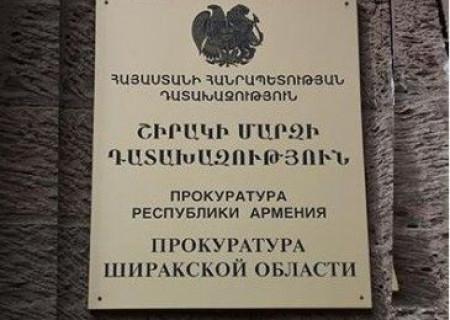 ՀԱՅԱՍՏԱՆԻ ՀԱՆՐԱՊԵՏՈՒԹՅԱՆ
ԴԱՏԱԽԱԶՈՒԹՅՈՒՆ
ՇԻՐԱԿԻ ՄԱՐԶԻ
ԴԱՏԱԽԱԶՈՒԹՅՈՒՆ
ПРОКУРАТУРА
РЕСПУБЛИКИ АРМЕНИЯ
ПРОКУРАТУРА
ШИРАКСКОЙ ОБЛАСТИ